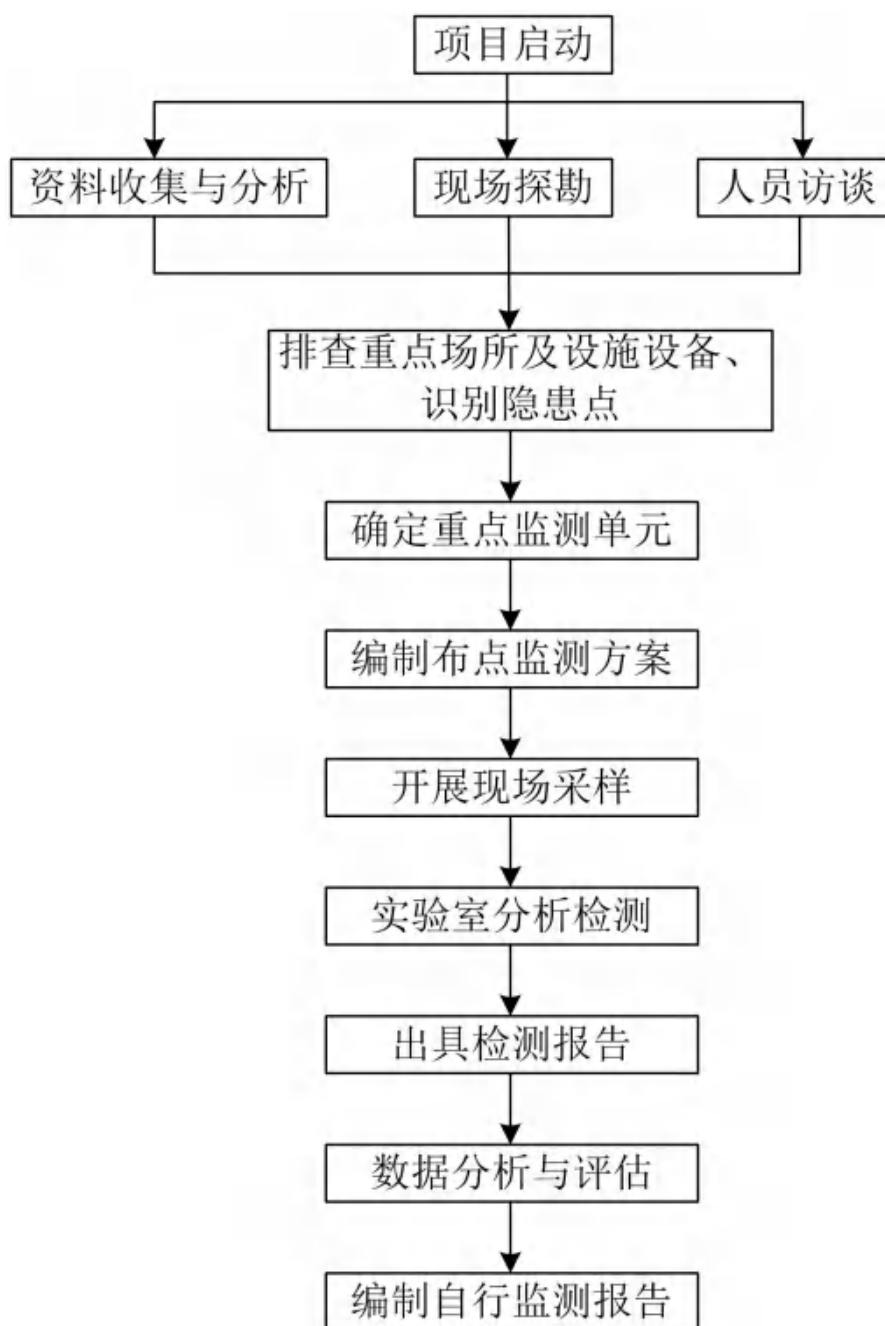 项目启动
资料收集与分析
现场探勘
人员访谈
排查重点场所及设施设备、
识别隐患点
确定重点监测单元
编制布点监测方案
开展现场采样
实验室分析检测
出具检测报告
数据分析与评估
编制自行监测报告